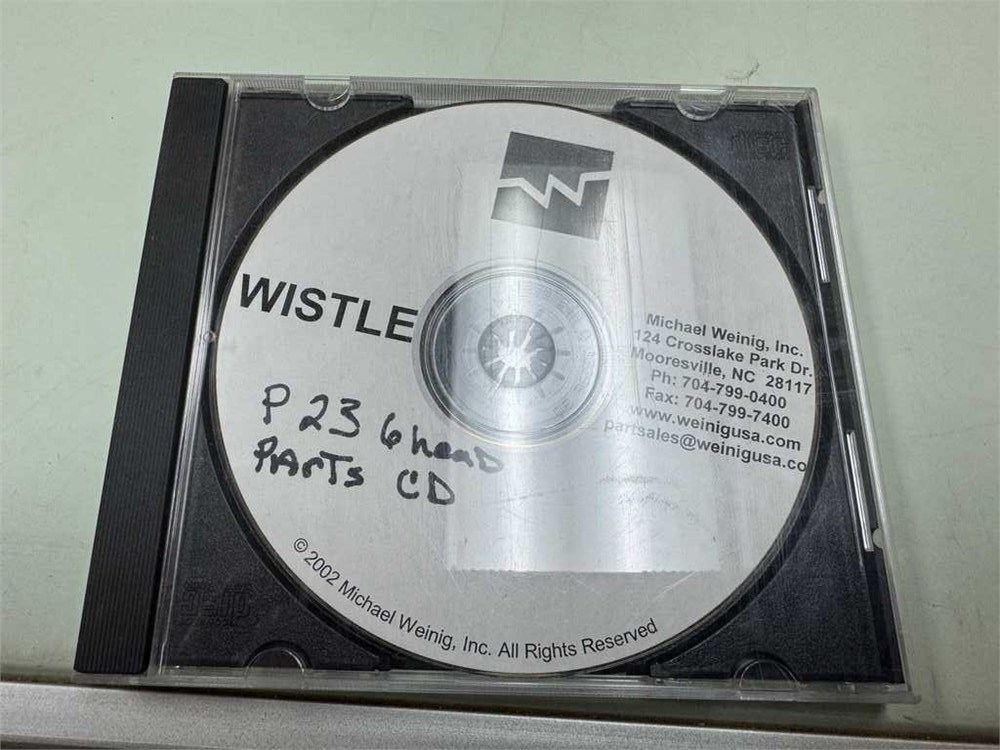 WISTLE
Michael Weinig, Inc.
124 Crosslake Park Dr.
Mooresville, NC 28117
Ph: 704-799-0400
Fax: 704-799-7400
www.weinigusa.com
partsales@weinigusa.co
P 23 6 head
PArTs CD
© 2002 Michael Weinig, Inc. All Rights Reserved